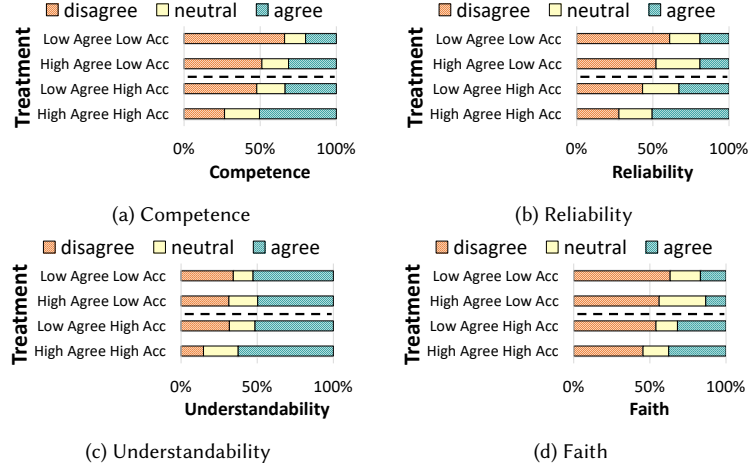 disagree neutral agree
Treatment
Low Agree Low Acc
High Agree Low Acc
Low Agree High Acc
High Agree High Acc
0% 50% 100%
Competence
(a) Competence
disagree neutral agree
Treatment
Low Agree Low Acc
High Agree Low Acc
Low Agree High Acc
High Agree High Acc
0% 50% 100%
Reliability
(b) Reliability
disagree neutral agree
Treatment
Low Agree Low Acc
High Agree Low Acc
Low Agree High Acc
High Agree High Acc
0% 50% 100%
Understandability
(c) Understandability
disagree neutral agree
Treatment
Low Agree Low Acc
High Agree Low Acc
Low Agree High Acc
High Agree High Acc
0% 50% 100%
Faith
(d) Faith